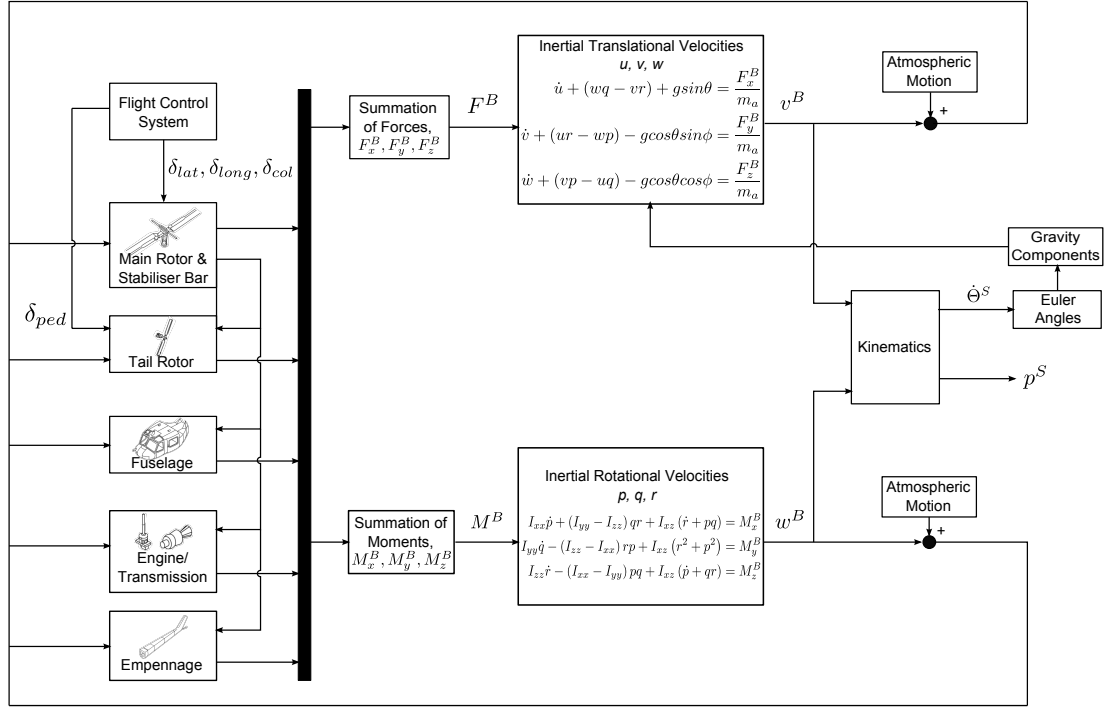 Flight Control
System
δ_lat, δ_long, δ_col
Main Rotor &
Stabiliser Bar
δ_ped
Tail Rotor
Fuselage
Engine/
Transmission
Empennage
Summation
of Forces,
F_x^B, F_y^B, F_z^B
F^B
Inertial Translational Velocities
u, v, w
u̇ + (wq − vr) + gsinθ = F_x^B / m_a
v̇ + (ur − wp) − gcosθsinφ = F_y^B / m_a
ẇ + (vp − uq) − gcosθcosφ = F_z^B / m_a
v^B
Atmospheric
Motion
+
Gravity
Components
Θ̇^S
Euler
Angles
Kinematics
p^S
Summation of
Moments,
M_x^B, M_y^B, M_z^B
M^B
Inertial Rotational Velocities
p, q, r
I_xx ṗ + (I_yy − I_zz) qr + I_xz (ṙ + pq) = M_x^B
I_yy q̇ − (I_zz − I_xx) rp + I_xz (r² + p²) = M_y^B
I_zz ṙ − (I_xx − I_yy) pq + I_xz (ṗ + qr) = M_z^B
w^B
Atmospheric
Motion
+